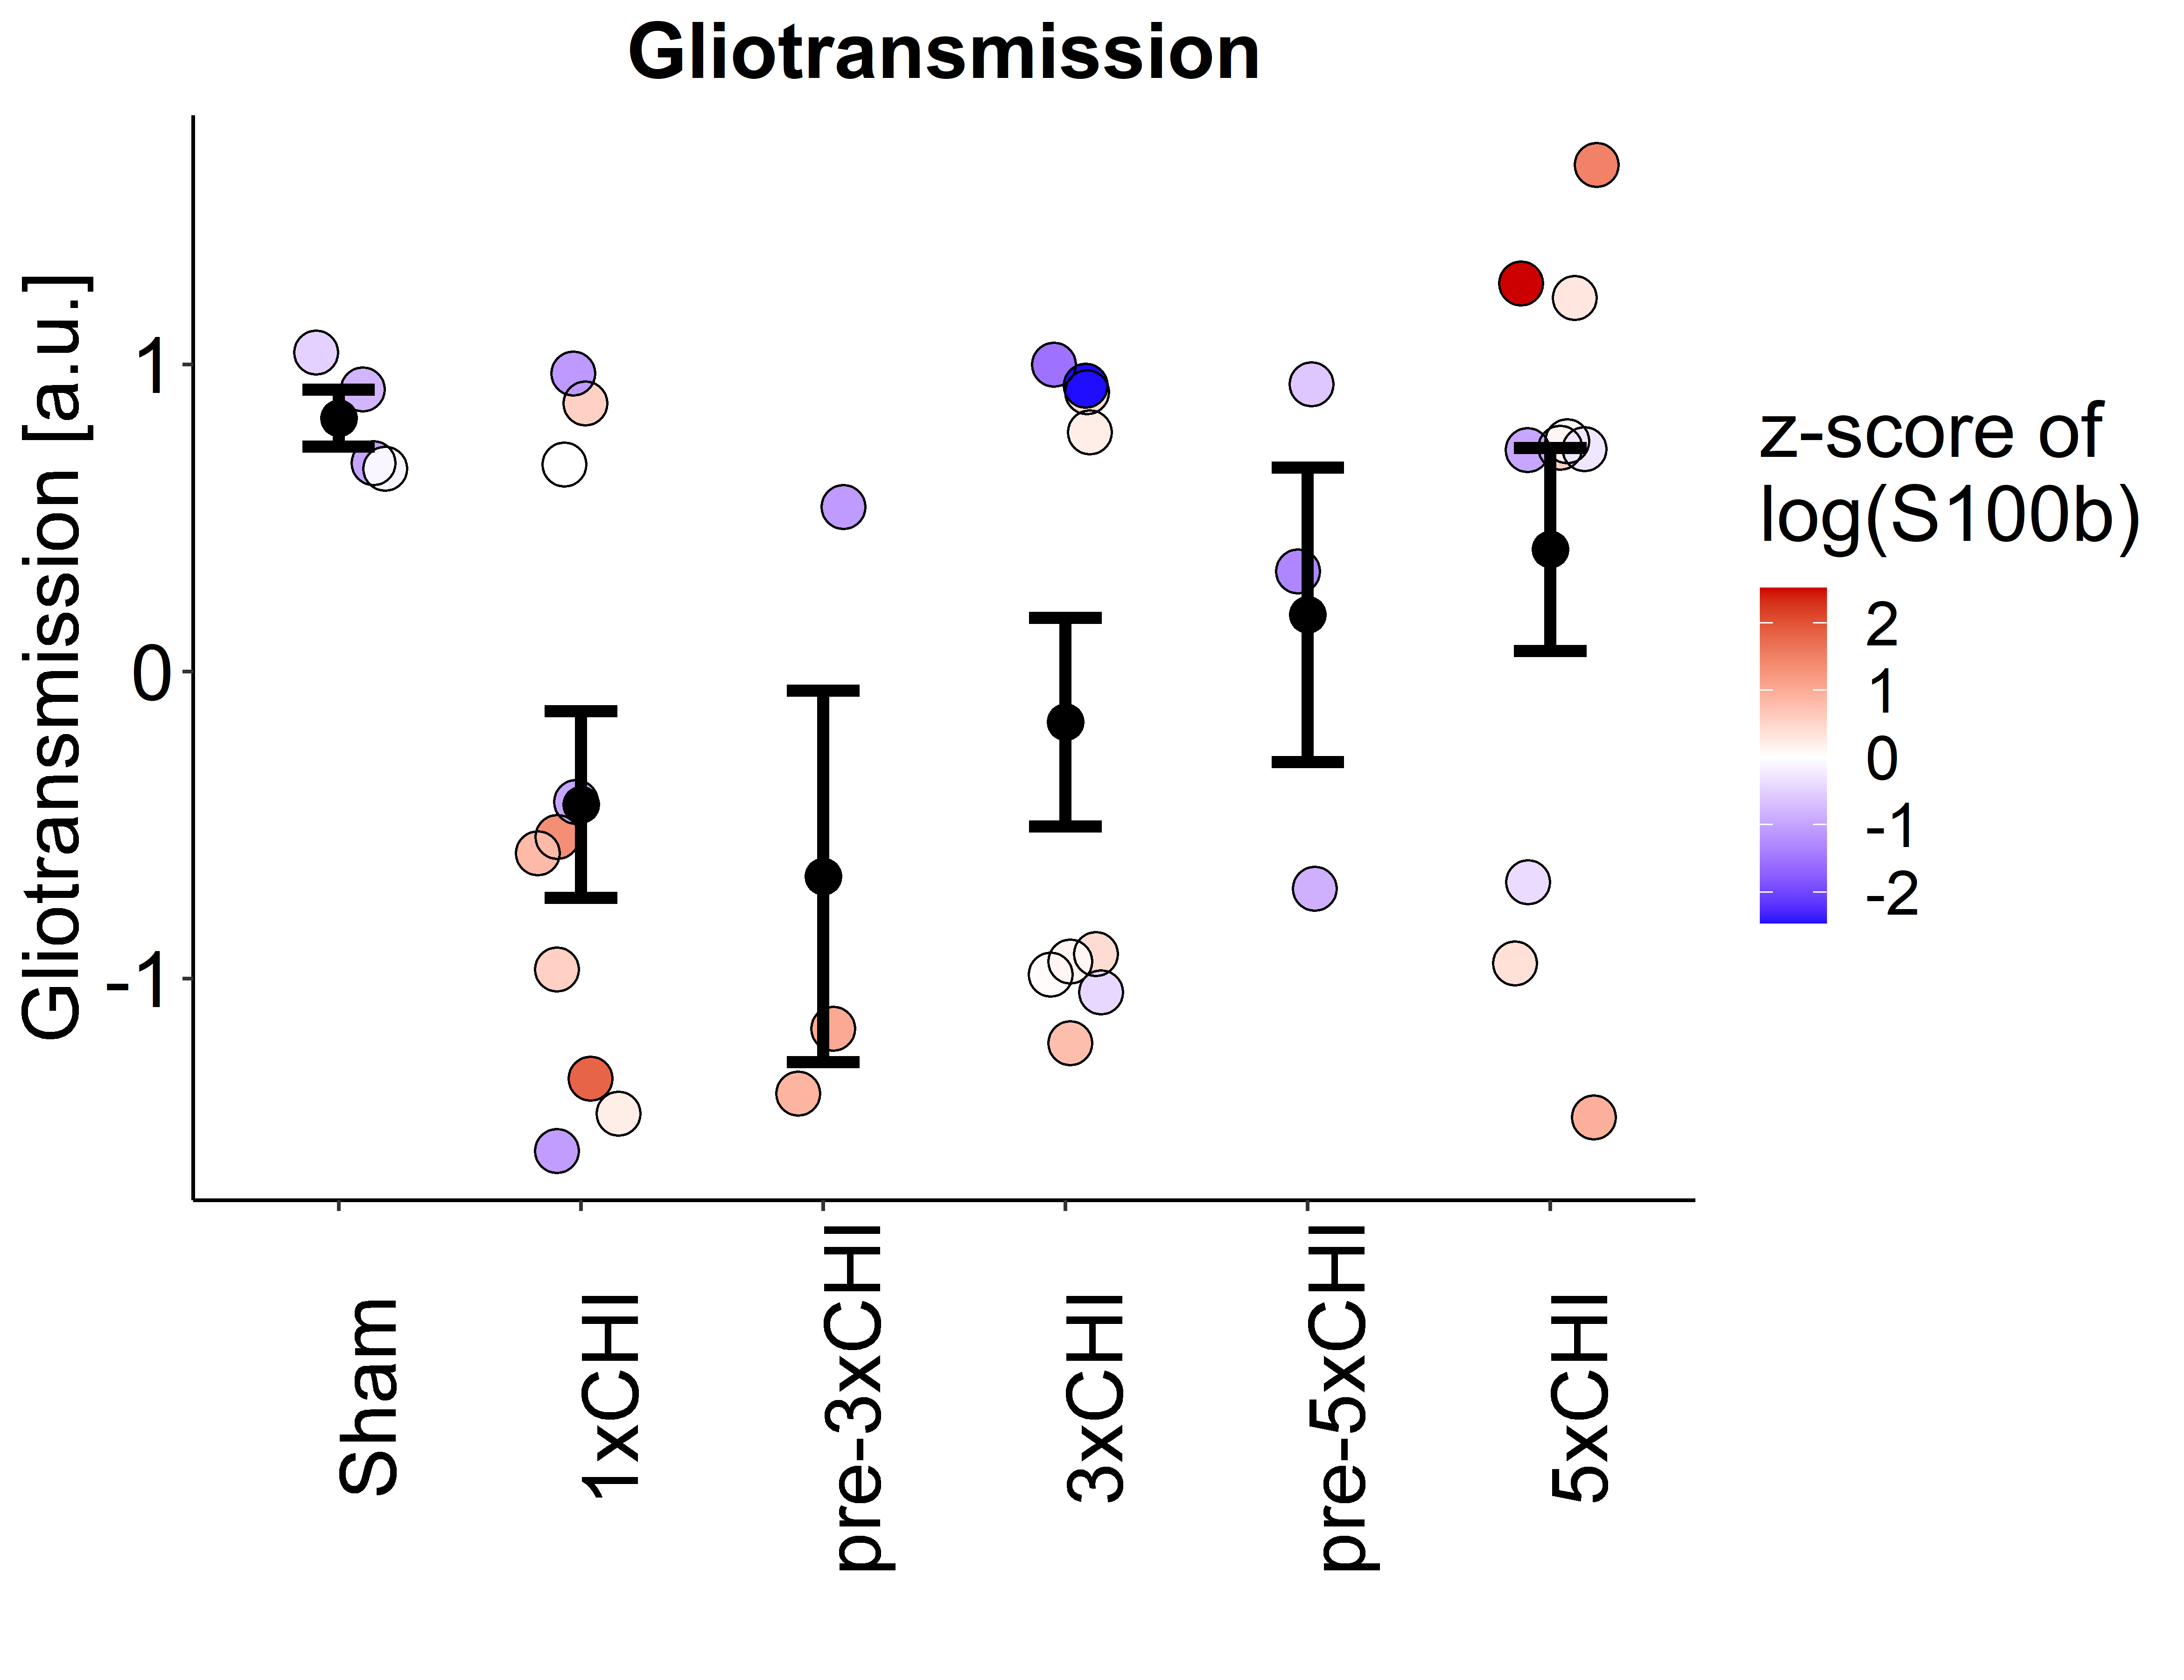 Gliotransmission
Gliotransmission [a.u.]
1
0
-1
Sham
1xCHI
pre-3xCHI
3xCHI
pre-5xCHI
5xCHI
z-score of
log(S100b)
2
1
0
-1
-2